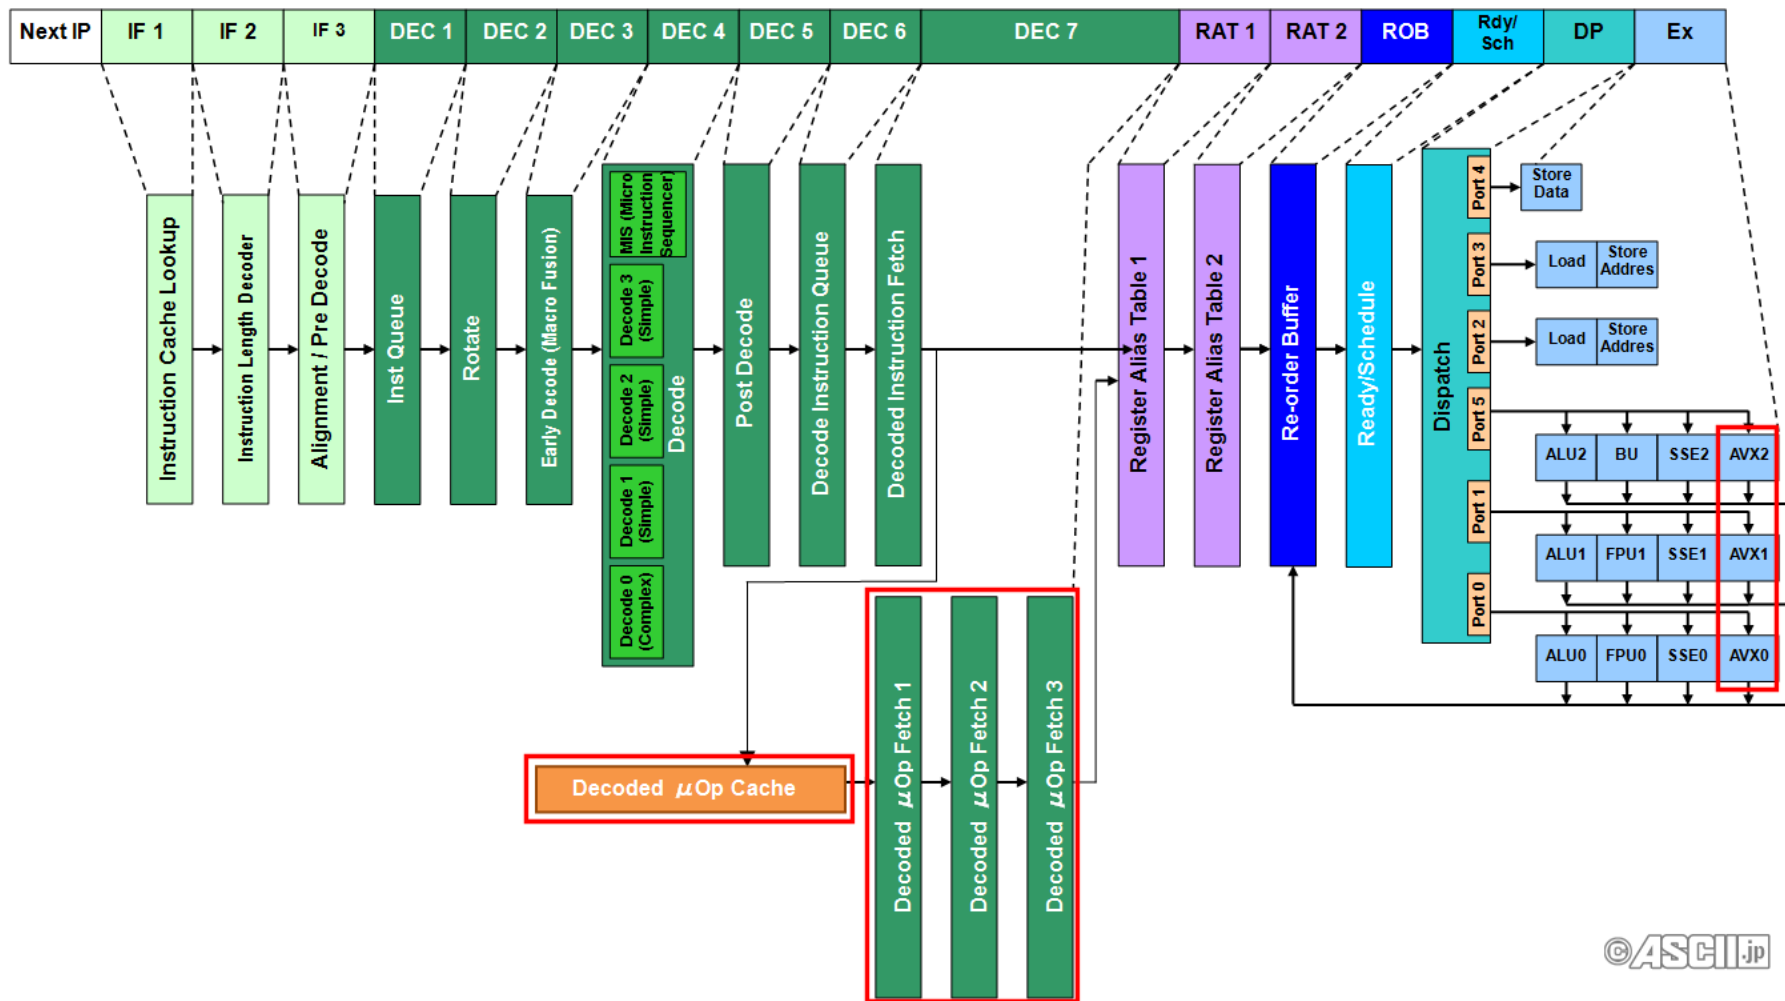 Next IP
IF 1
IF 2
IF 3
DEC 1
DEC 2
DEC 3
DEC 4
DEC 5
DEC 6
DEC 7
RAT 1
RAT 2
ROB
Rdy/
Sch
DP
Ex
Instruction Cache Lookup
Instruction Length Decoder
Alignment / Pre Decode
Inst Queue
Rotate
Early Decode (Macro Fusion)
MIS (Micro
Instruction
Sequencer)
Decode 3
(Simple)
Decode 2
(Simple)
Decode 1
(Simple)
Decode 0
(Complex)
Decode
Post Decode
Decode Instruction Queue
Decoded Instruction Fetch
Register Alias Table 1
Register Alias Table 2
Re-order Buffer
Ready/Schedule
Dispatch
Port 4
Port 3
Port 2
Port 5
Port 1
Port 0
Store
Data
Load
Store
Addres
Load
Store
Addres
ALU2
BU
SSE2
AVX2
ALU1
FPU1
SSE1
AVX1
ALU0
FPU0
SSE0
AVX0
Decoded μOp Cache
Decoded μOp Fetch 1
Decoded μOp Fetch 2
Decoded μOp Fetch 3
©ASCII.jp